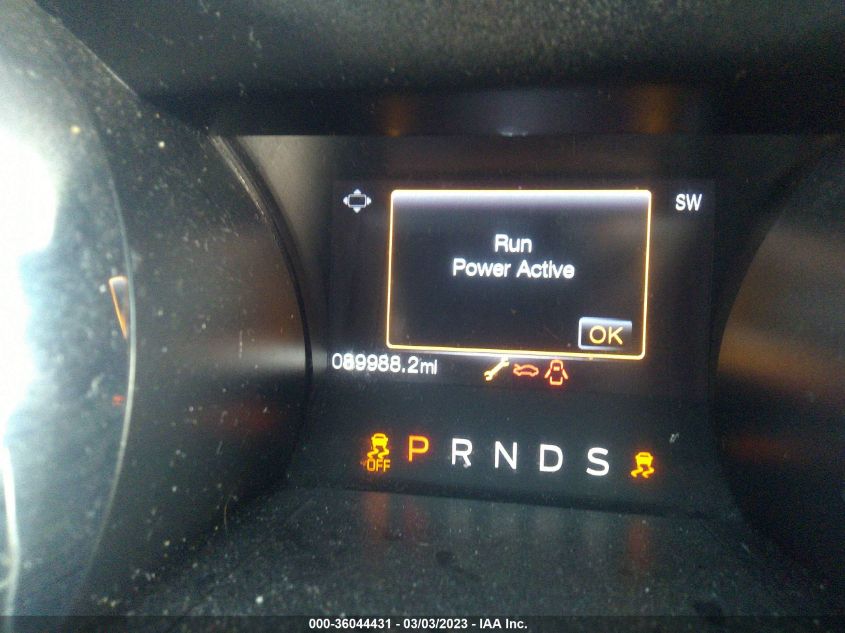 SW
Run
Power Active
OK
089988.2mi
OFF P R N D S
000-36044431 - 03/03/2023 - IAA Inc.